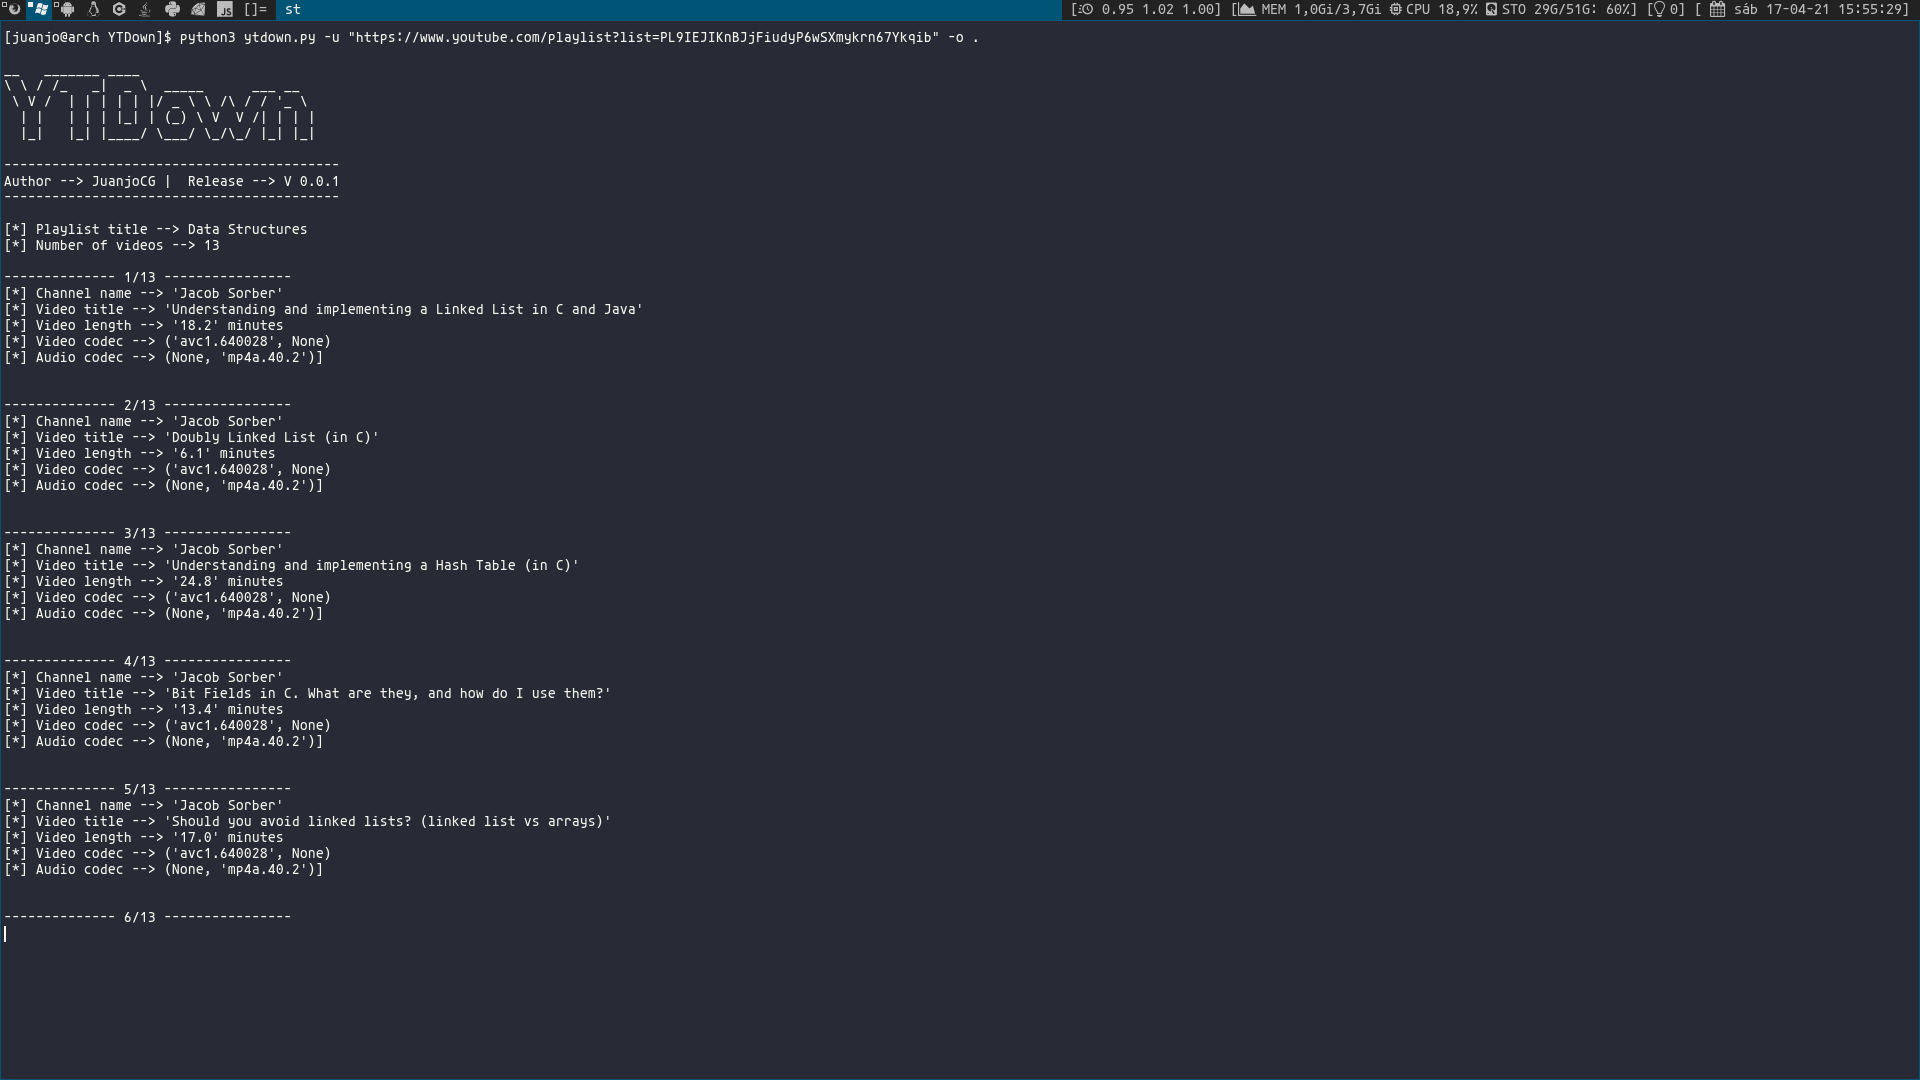 []= st [ 0.95 1.02 1.00] [ MEM 1,0Gi/3,7Gi CPU 18,9% STO 29G/51G: 60%] [ 0] [ sáb 17-04-21 15:55:29]
[juanjo@arch YTDown]$ python3 ytdown.py -u "https://www.youtube.com/playlist?list=PL9IEJIKnBJjFiudyP6wSXmykrn67Ykqib" -o .
YTDown
------------------------------------------
Author --> JuanjoCG |  Release --> V 0.0.1
------------------------------------------
[*] Playlist title --> Data Structures
[*] Number of videos --> 13
-------------- 1/13 ----------------
[*] Channel name --> 'Jacob Sorber'
[*] Video title --> 'Understanding and implementing a Linked List in C and Java'
[*] Video length --> '18.2' minutes
[*] Video codec --> ('avc1.640028', None)
[*] Audio codec --> (None, 'mp4a.40.2')]
-------------- 2/13 ----------------
[*] Channel name --> 'Jacob Sorber'
[*] Video title --> 'Doubly Linked List (in C)'
[*] Video length --> '6.1' minutes
[*] Video codec --> ('avc1.640028', None)
[*] Audio codec --> (None, 'mp4a.40.2')]
-------------- 3/13 ----------------
[*] Channel name --> 'Jacob Sorber'
[*] Video title --> 'Understanding and implementing a Hash Table (in C)'
[*] Video length --> '24.8' minutes
[*] Video codec --> ('avc1.640028', None)
[*] Audio codec --> (None, 'mp4a.40.2')]
-------------- 4/13 ----------------
[*] Channel name --> 'Jacob Sorber'
[*] Video title --> 'Bit Fields in C. What are they, and how do I use them?'
[*] Video length --> '13.4' minutes
[*] Video codec --> ('avc1.640028', None)
[*] Audio codec --> (None, 'mp4a.40.2')]
-------------- 5/13 ----------------
[*] Channel name --> 'Jacob Sorber'
[*] Video title --> 'Should you avoid linked lists? (linked list vs arrays)'
[*] Video length --> '17.0' minutes
[*] Video codec --> ('avc1.640028', None)
[*] Audio codec --> (None, 'mp4a.40.2')]
-------------- 6/13 ----------------